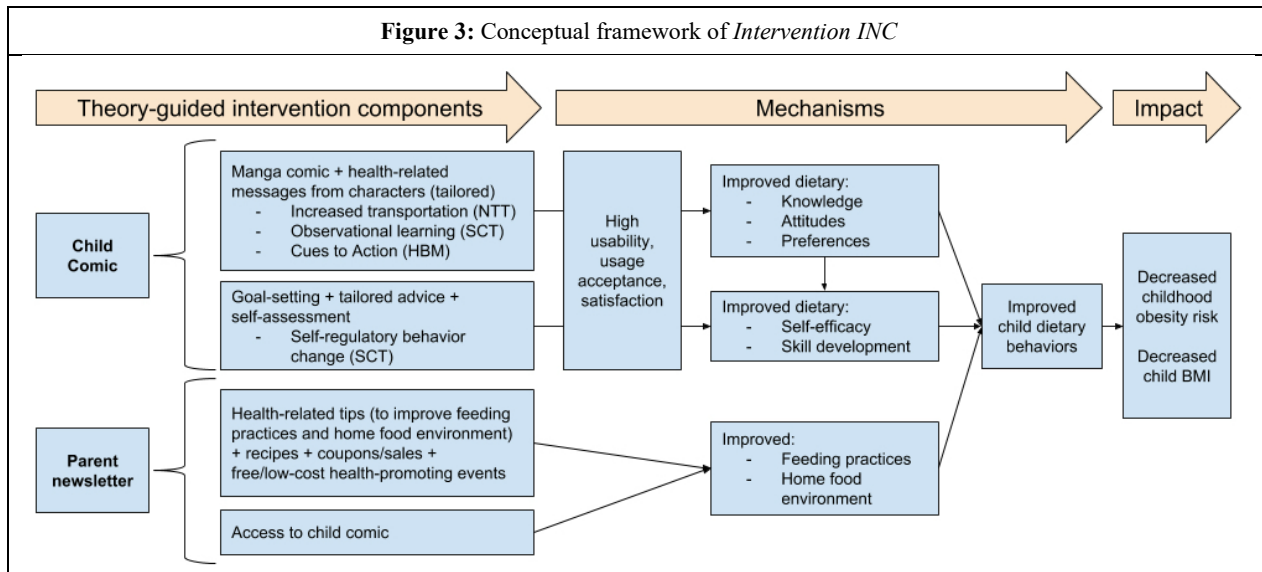 Figure 3: Conceptual framework of Intervention INC
Theory-guided intervention components
Mechanisms
Impact
Child
Comic
Manga comic + health-related
messages from characters (tailored)
- Increased transportation (NTT)
- Observational learning (SCT)
- Cues to Action (HBM)
Goal-setting + tailored advice +
self-assessment
- Self-regulatory behavior
change (SCT)
High
usability,
usage
acceptance,
satisfaction
Improved dietary:
- Knowledge
- Attitudes
- Preferences
Improved dietary:
- Self-efficacy
- Skill development
Improved
child dietary
behaviors
Decreased
childhood
obesity risk
Decreased
child BMI
Parent
newsletter
Health-related tips (to improve feeding
practices and home food environment)
+ recipes + coupons/sales +
free/low-cost health-promoting events
Access to child comic
Improved:
- Feeding practices
- Home food
environment